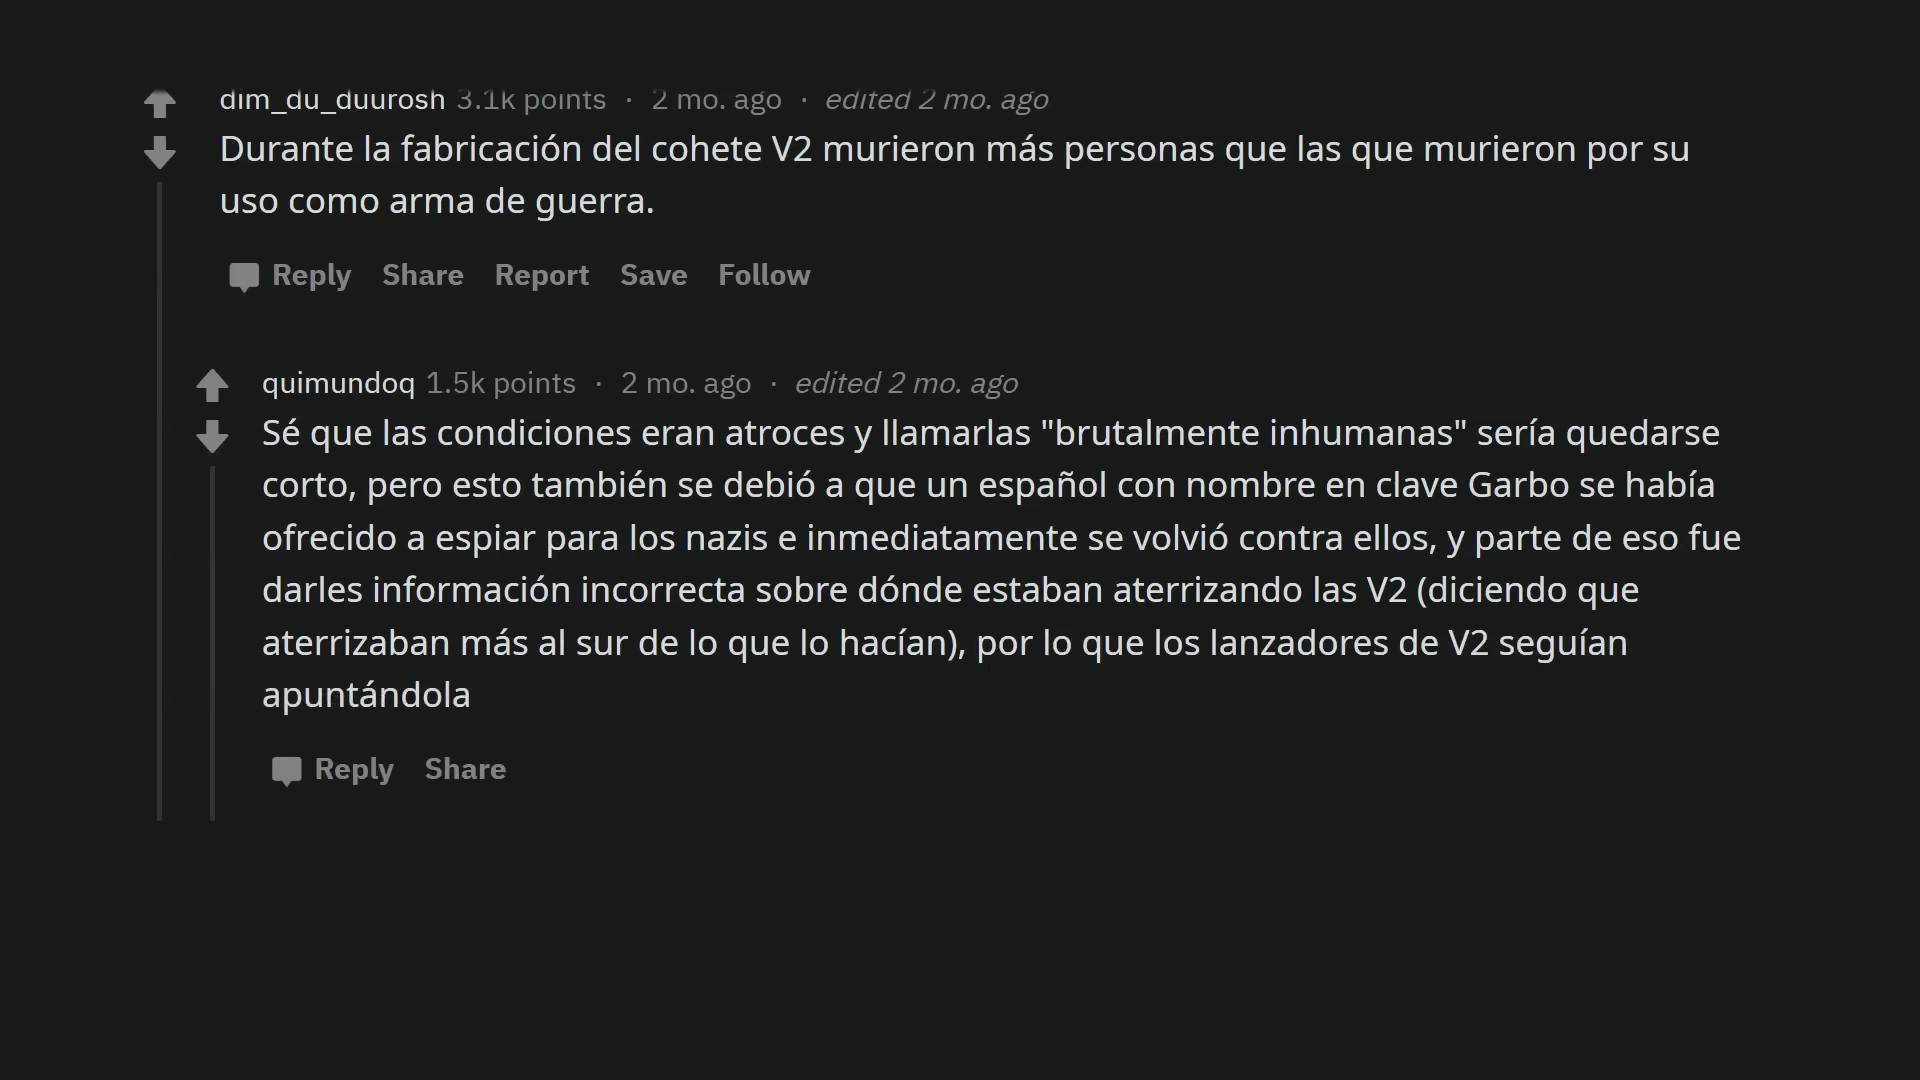 dim_du_duurosh 3.1k points · 2 mo. ago · edited 2 mo. ago
Durante la fabricación del cohete V2 murieron más personas que las que murieron por su
uso como arma de guerra.
Reply Share Report Save Follow
quimundoq 1.5k points · 2 mo. ago · edited 2 mo. ago
Sé que las condiciones eran atroces y llamarlas "brutalmente inhumanas" sería quedarse
corto, pero esto también se debió a que un español con nombre en clave Garbo se había
ofrecido a espiar para los nazis e inmediatamente se volvió contra ellos, y parte de eso fue
darles información incorrecta sobre dónde estaban aterrizando las V2 (diciendo que
aterrizaban más al sur de lo que lo hacían), por lo que los lanzadores de V2 seguían
apuntándola
Reply Share